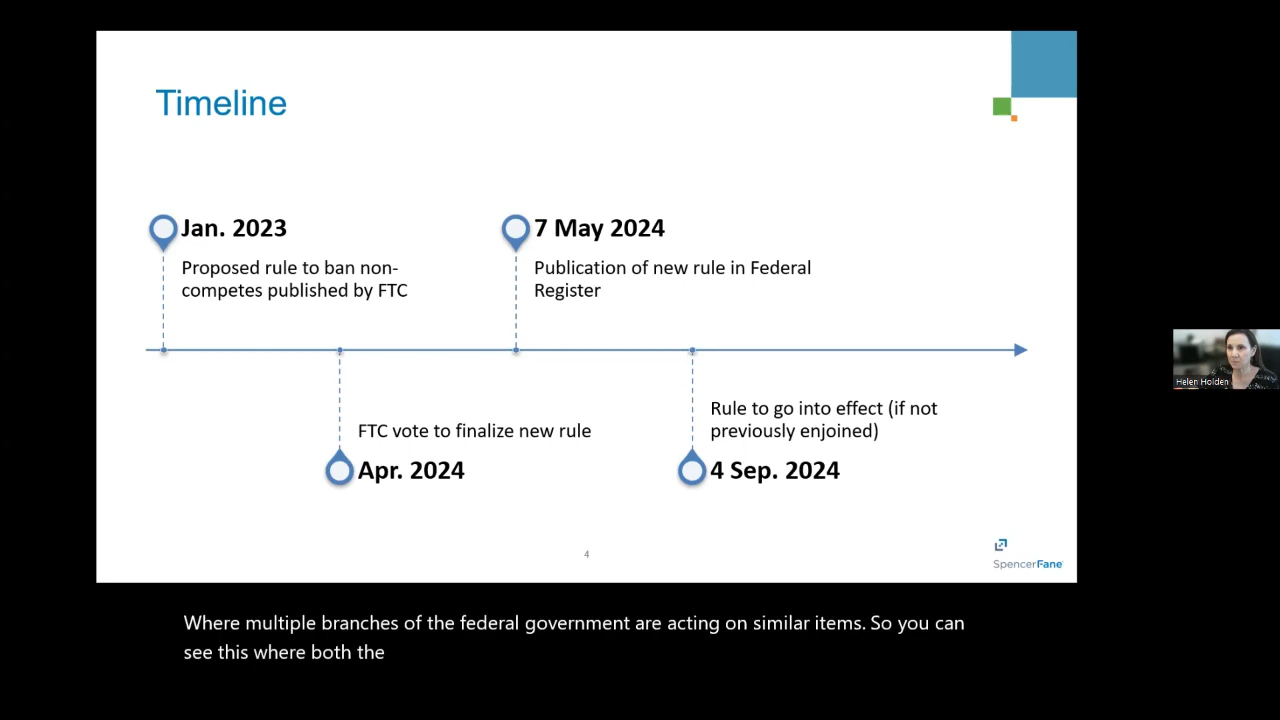 Timeline
Jan. 2023
Proposed rule to ban non-
competes published by FTC
7 May 2024
Publication of new rule in Federal
Register
FTC vote to finalize new rule
Apr. 2024
Rule to go into effect (if not
previously enjoined)
4 Sep. 2024
4
SpencerFane
Helen Holden
Where multiple branches of the federal government are acting on similar items. So you can
see this where both the